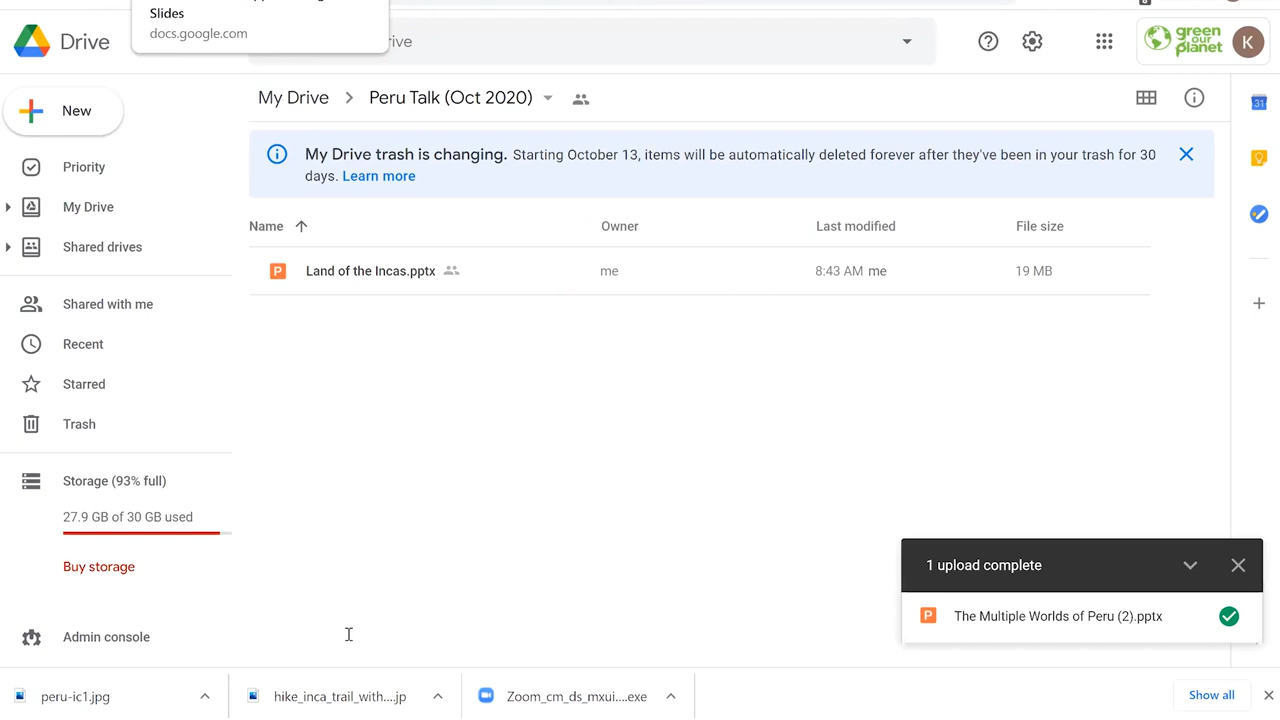 Slides
docs.google.com
Drive
rive
green our planet
K
New
My Drive
Peru Talk (Oct 2020)
31
My Drive trash is changing. Starting October 13, items will be automatically deleted forever after they've been in your trash for 30
days. Learn more
Priority
My Drive
Shared drives
Name
Owner
Last modified
File size
P
Land of the Incas.pptx
me
8:43 AM me
19 MB
Shared with me
Recent
Starred
Trash
Storage (93% full)
27.9 GB of 30 GB used
Buy storage
Admin console
1 upload complete
P
The Multiple Worlds of Peru (2).pptx
peru-ic1.jpg
hike_inca_trail_with....jp
Zoom_cm_ds_mxui....exe
Show all